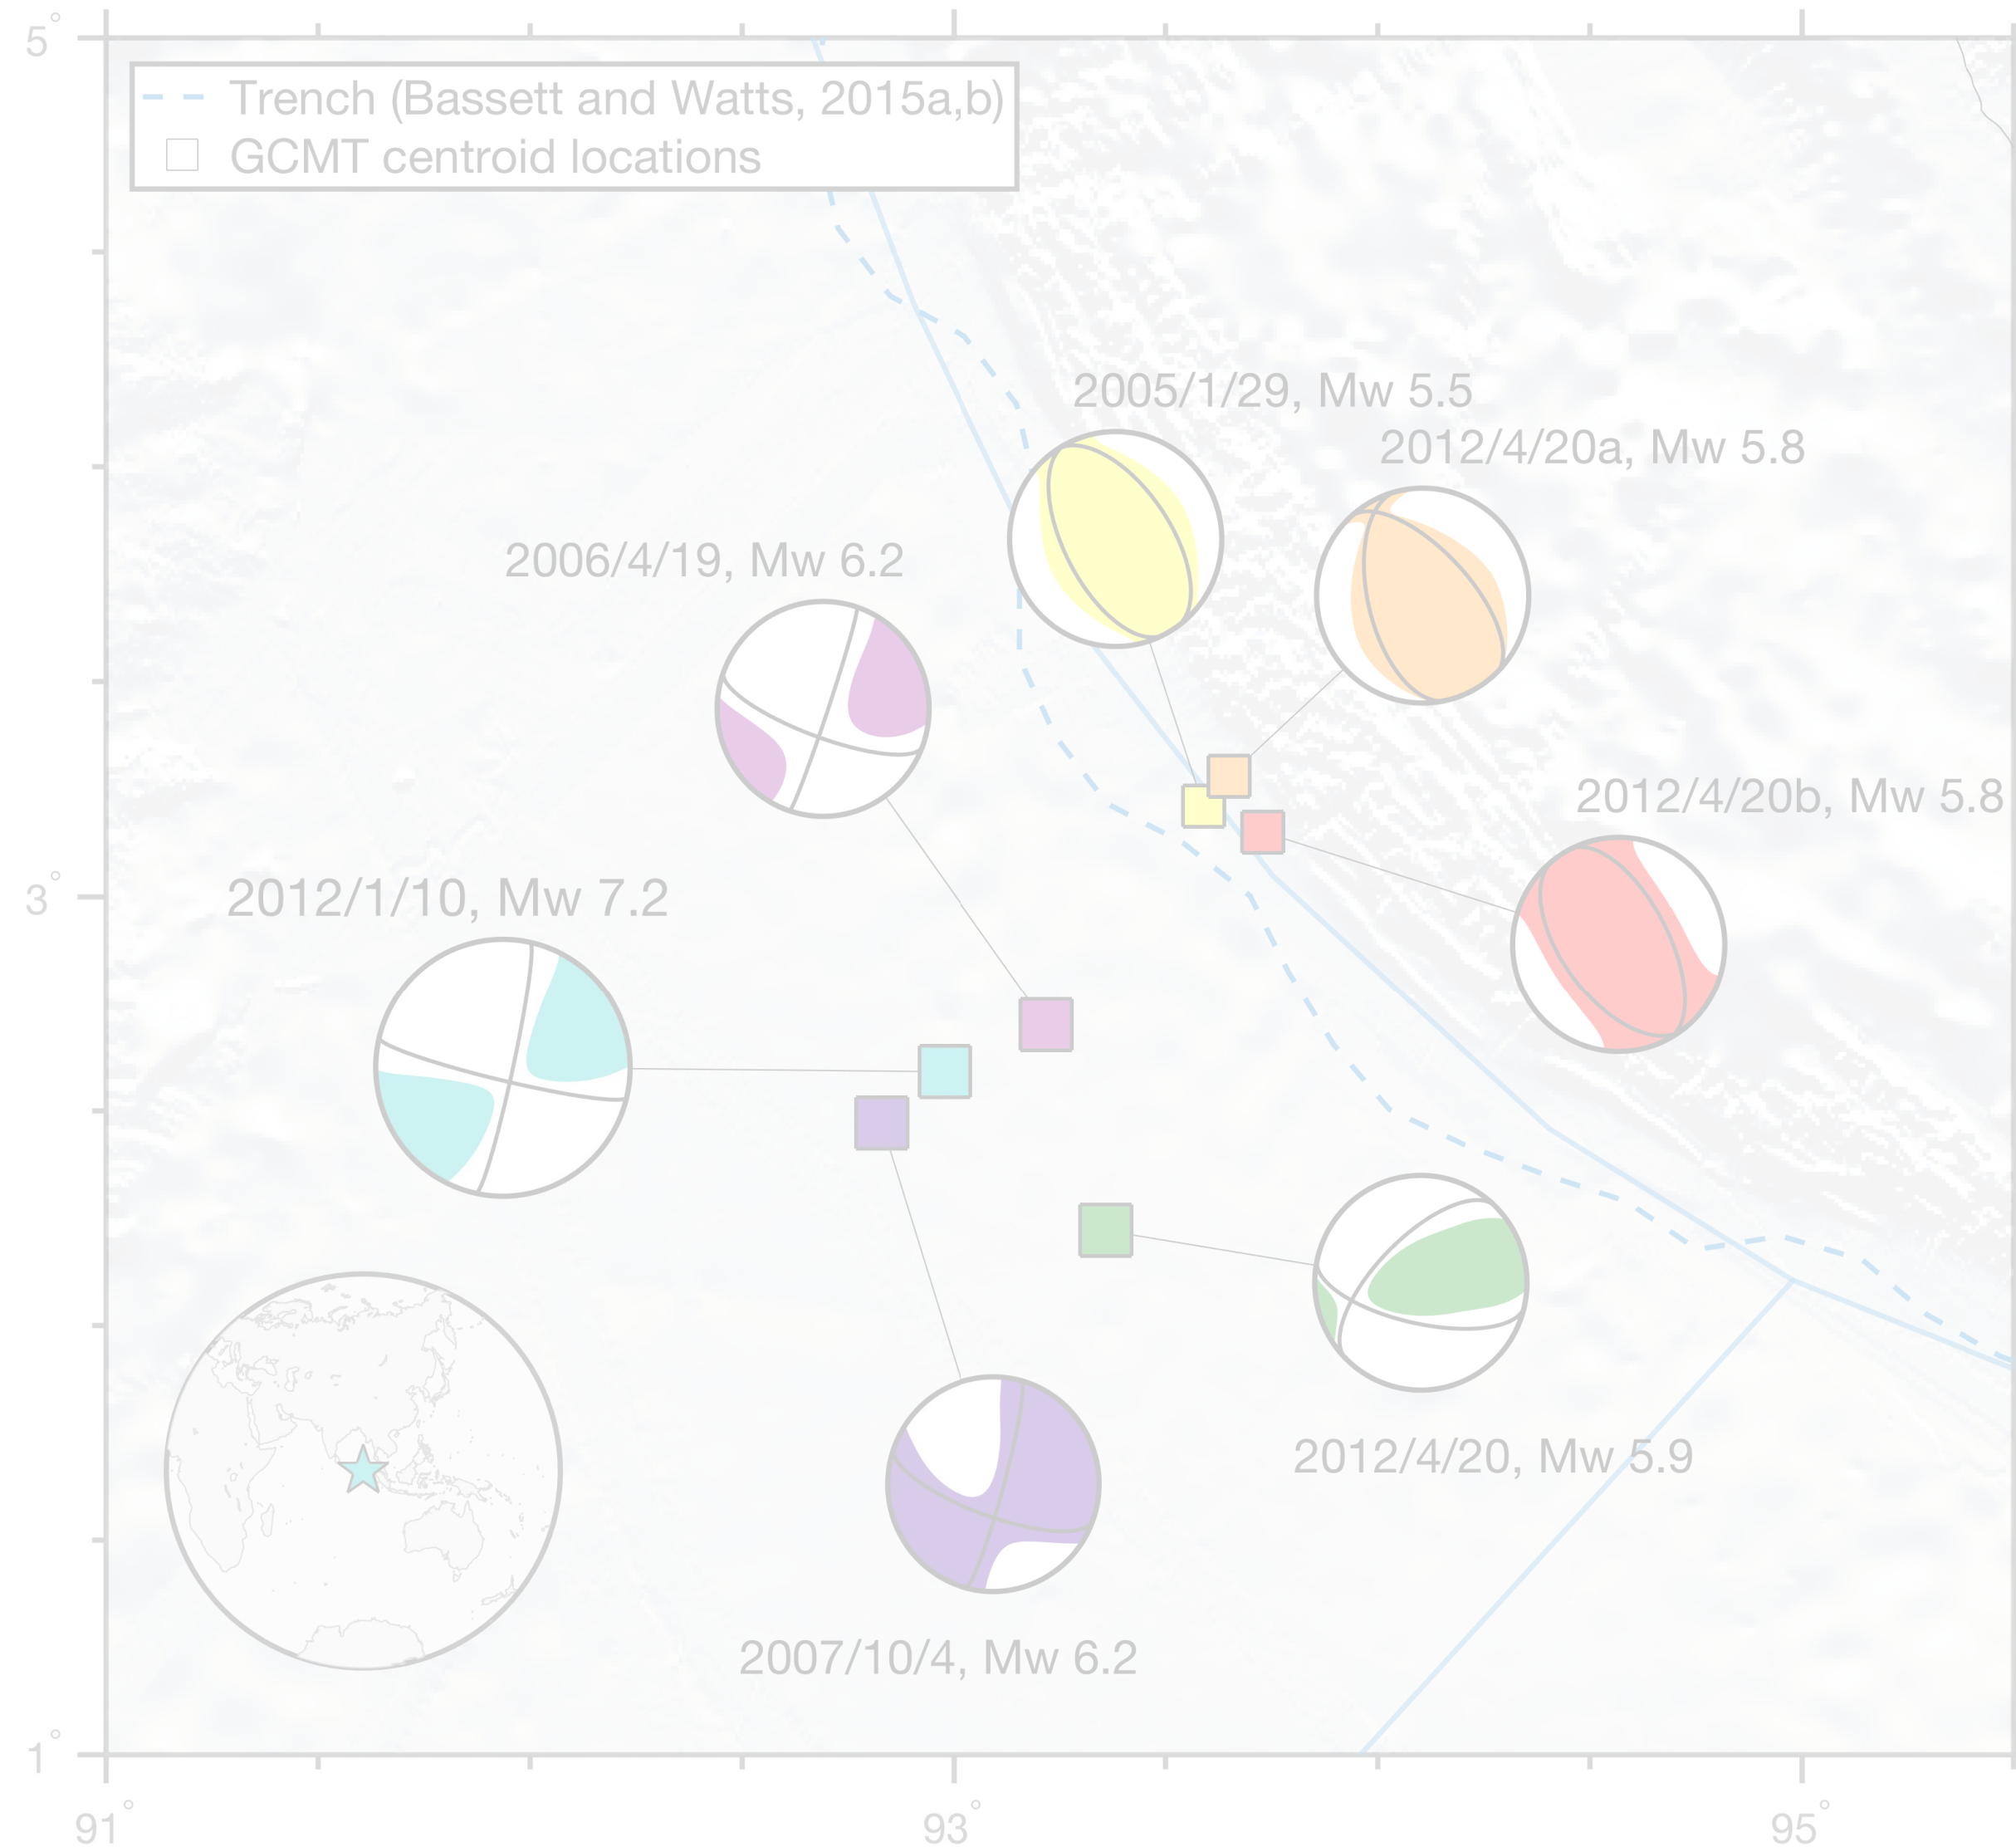 5°
Trench (Bassett and Watts, 2015a,b)
GCMT centroid locations
2005/1/29, Mw 5.5
2012/4/20a, Mw 5.8
2006/4/19, Mw 6.2
2012/4/20b, Mw 5.8
3°
2012/1/10, Mw 7.2
2012/4/20, Mw 5.9
2007/10/4, Mw 6.2
1°
91°
93°
95°